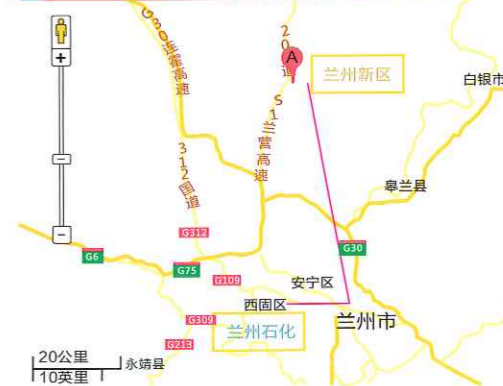 G30连霍高速
20
道
A
兰州新区
白银市
S1兰营高速
312国道
皋兰县
G312
G6
G75
G30
G109
安宁区
西固区
G309
兰州石化
兰州市
G213
20公里
永靖县
10英里